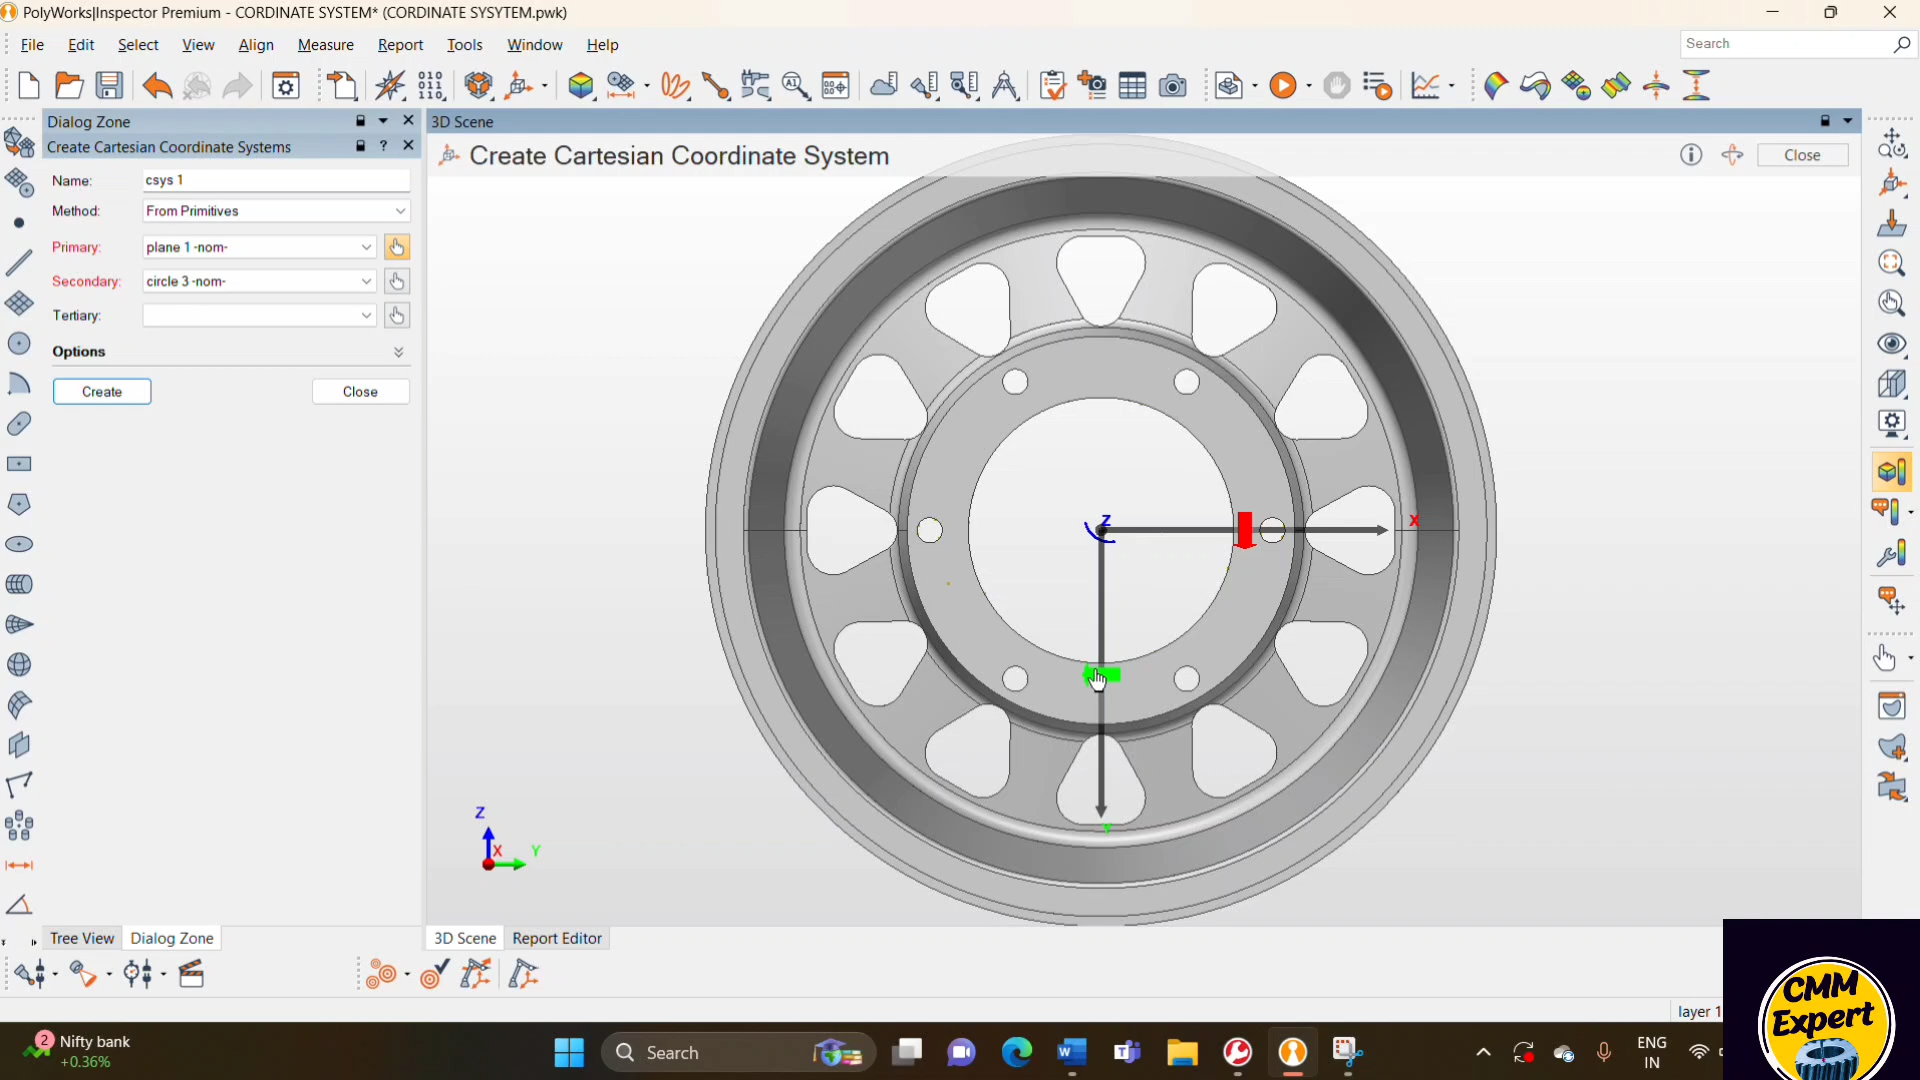 PolyWorks|Inspector Premium - CORDINATE SYSTEM* (CORDINATE SYSYTEM.pwk)
File Edit Select View Align Measure Report Tools Window Help
Search
Dialog Zone
3D Scene
Create Cartesian Coordinate Systems
Create Cartesian Coordinate System
Close
Name: csys 1
Method: From Primitives
Primary: plane 1 -nom-
Secondary: circle 3 -nom-
Tertiary:
Options
Create Close
Z
X
Y
Z
X
Y
Tree View Dialog Zone
3D Scene Report Editor
layer 1
CMM
Expert
2
Nifty bank
+0.36%
Search
ENG
IN